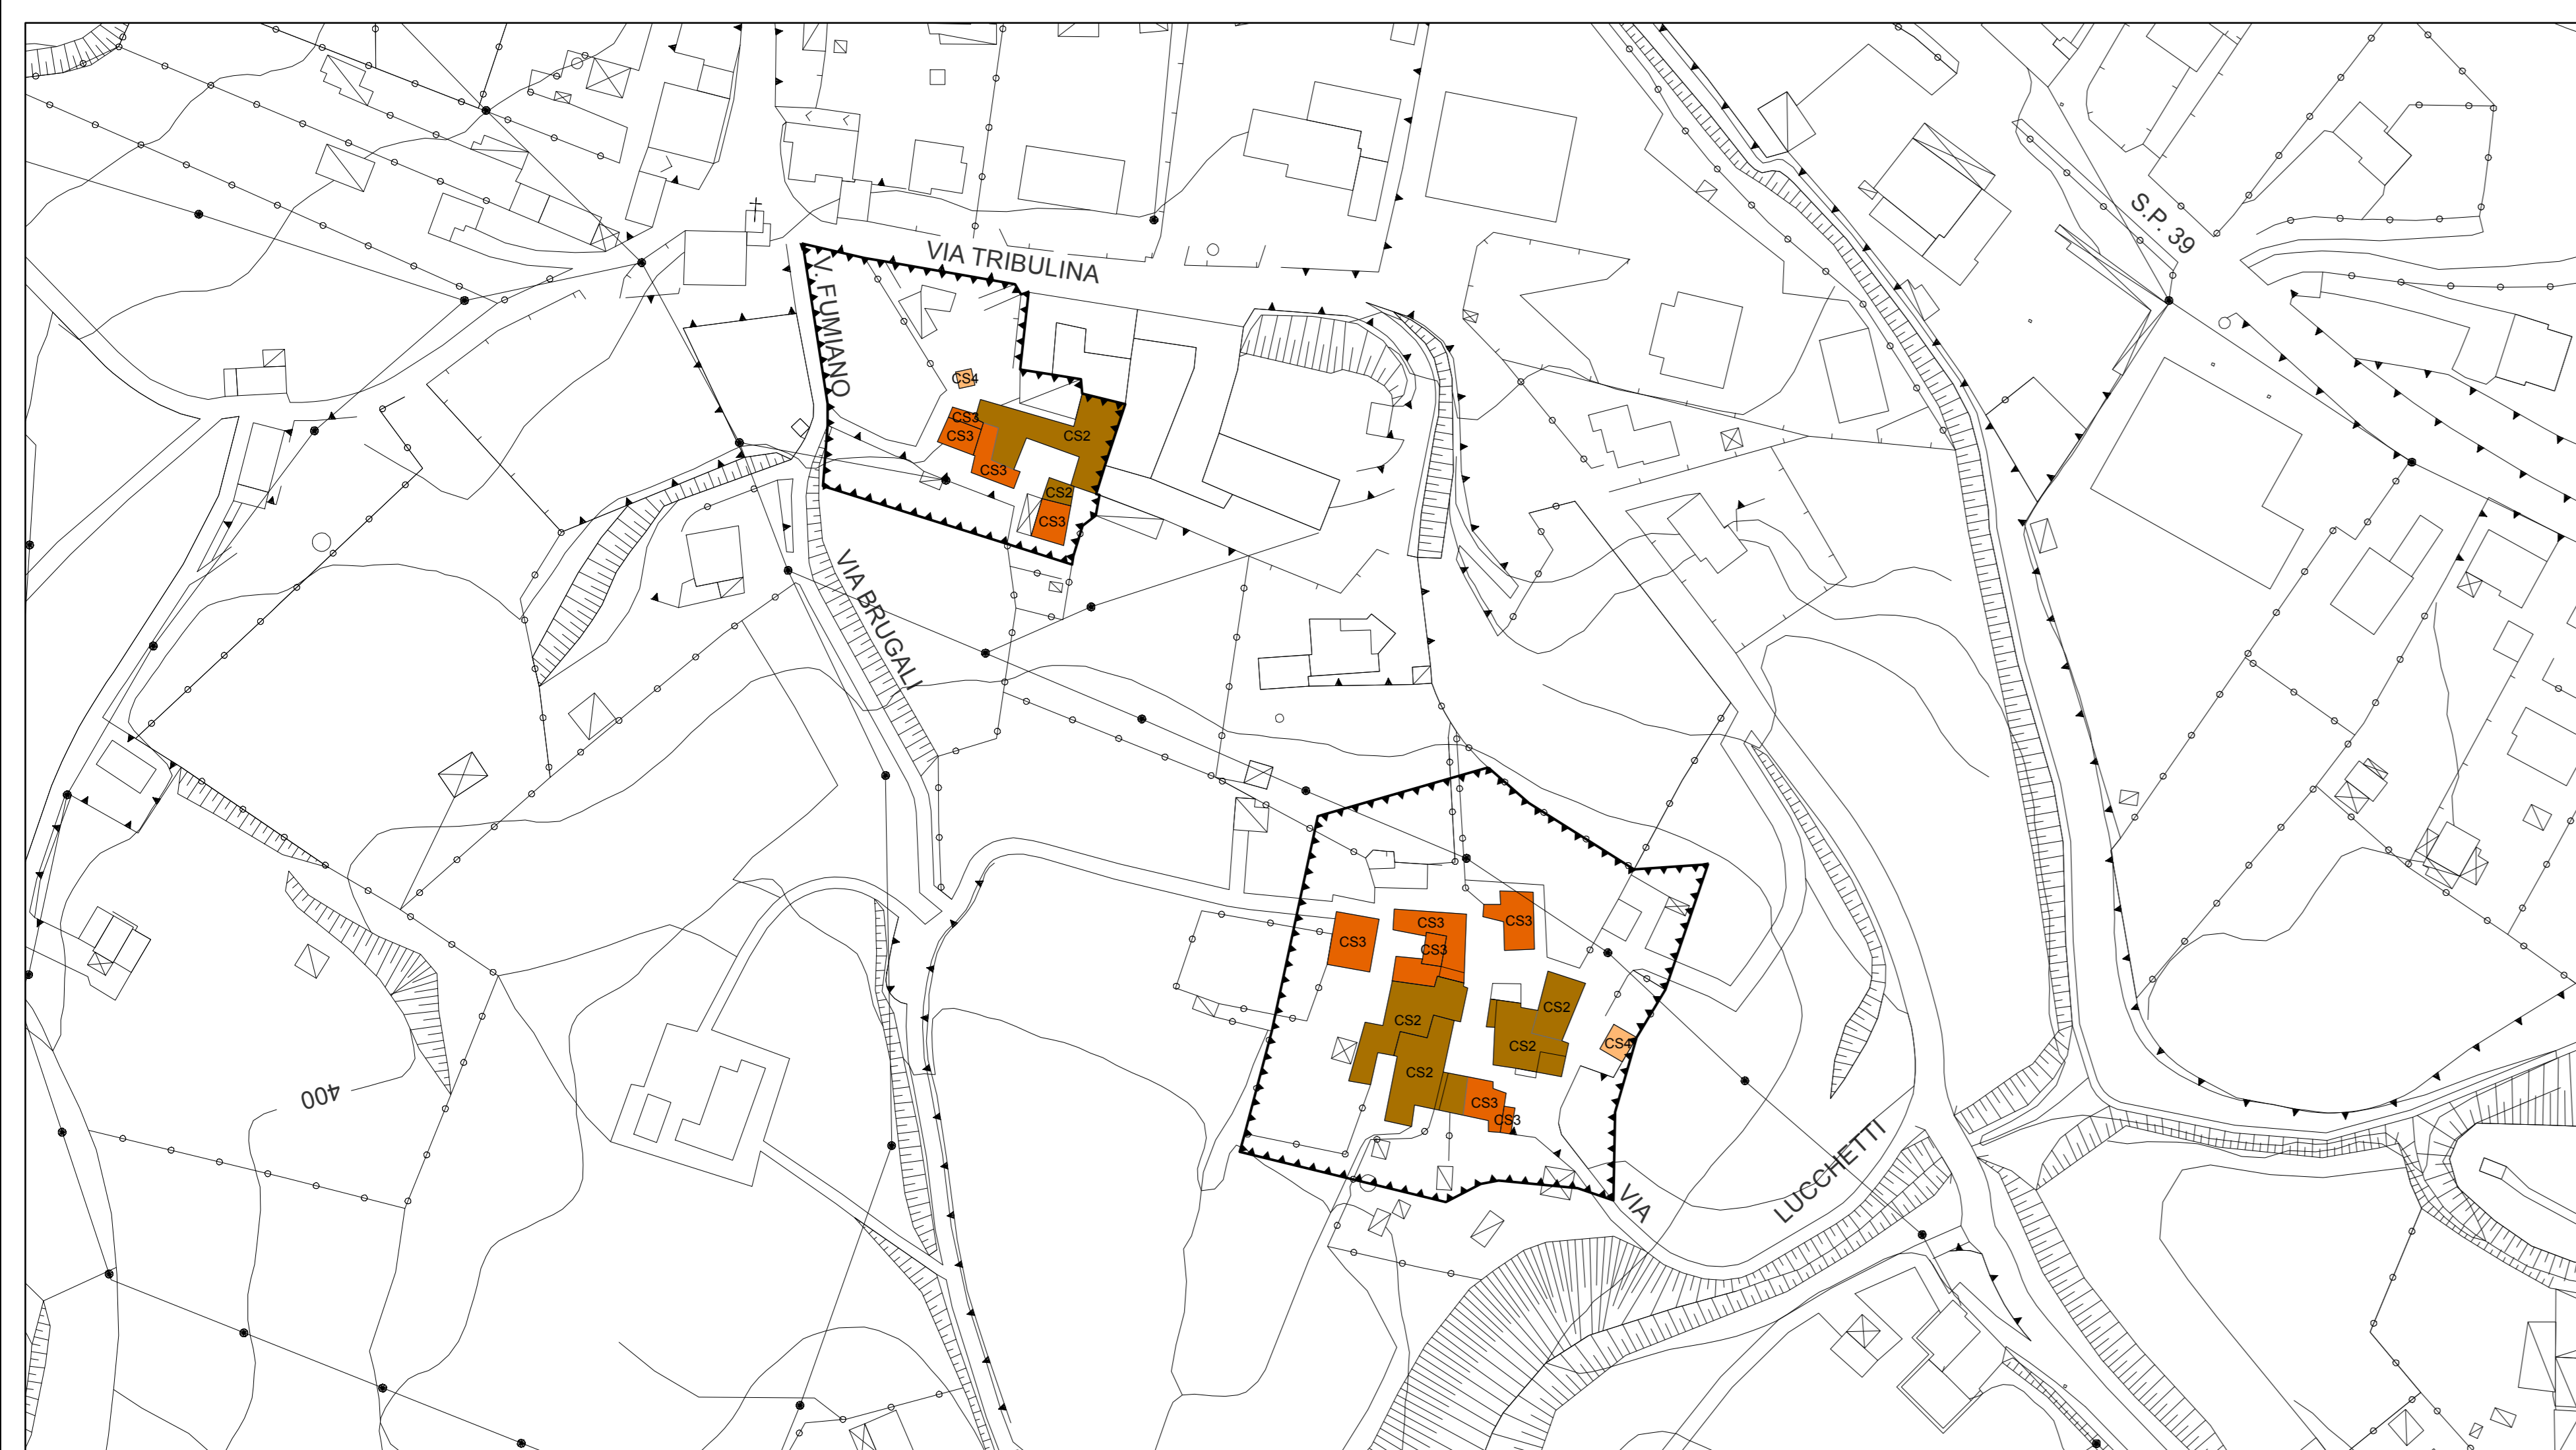 S.P. 39
VIA TRIBULINA
V. FUMIANO
CS4
CS3
CS3
CS2
CS3
CS2
CS3
VIA BRUGALI
CS3
CS3
CS3
CS3
CS2
CS2
CS4
CS2
CS2
CS3
CS3
400
VIA
LUCCHETTI